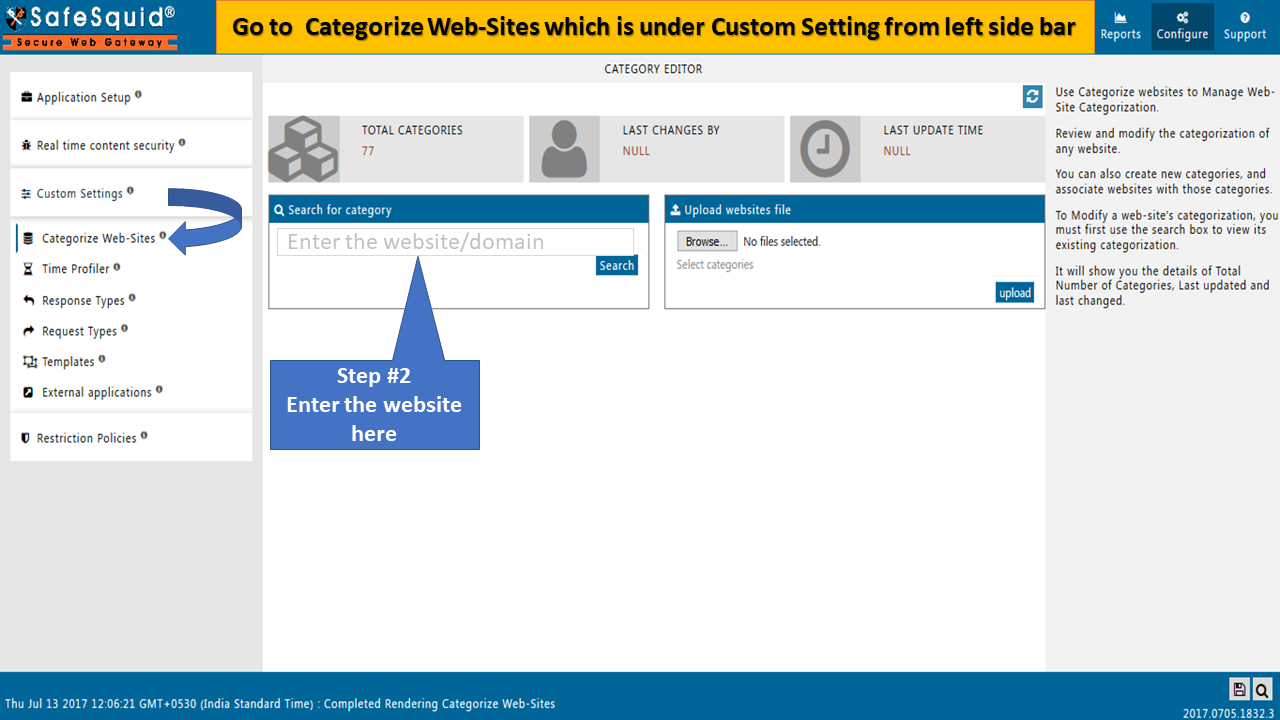 SafeSquid®
Secure Web Gateway
Go to Categorize Web-Sites which is under Custom Setting from left side bar
Reports
Configure
Support
Application Setup
Real time content security
Custom Settings
Categorize Web-Sites
Time Profiler
Response Types
Request Types
Templates
External applications
Restriction Policies
CATEGORY EDITOR
TOTAL CATEGORIES
77
LAST CHANGES BY
NULL
LAST UPDATE TIME
NULL
Search for category
Enter the website/domain
Search
Upload websites file
Browse... No files selected.
Select categories
upload
Step #2
Enter the website
here
Use Categorize websites to Manage Web-
Site Categorization.
Review and modify the categorization of
any website.
You can also create new categories, and
associate websites with those categories.
To Modify a web-site's categorization, you
must first use the search box to view its
existing categorization.
It will show you the details of Total
Number of Categories, Last updated and
last changed.
Thu Jul 13 2017 12:06:21 GMT+0530 (India Standard Time) : Completed Rendering Categorize Web-Sites
2017.0705.1832.3